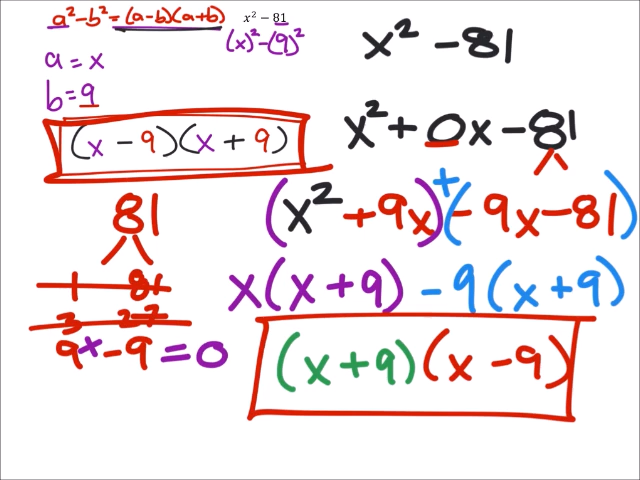 a²-b²=(a-b)(a+b)
x² - 81
(x)²-(9)²
a = x
b = 9
(x - 9)(x + 9)
81
1 81
3 27
9x-9=0
x² - 81
x² + 0x - 81
(x² + 9x) + (- 9x - 81)
x(x + 9) - 9(x + 9)
(x + 9)(x - 9)